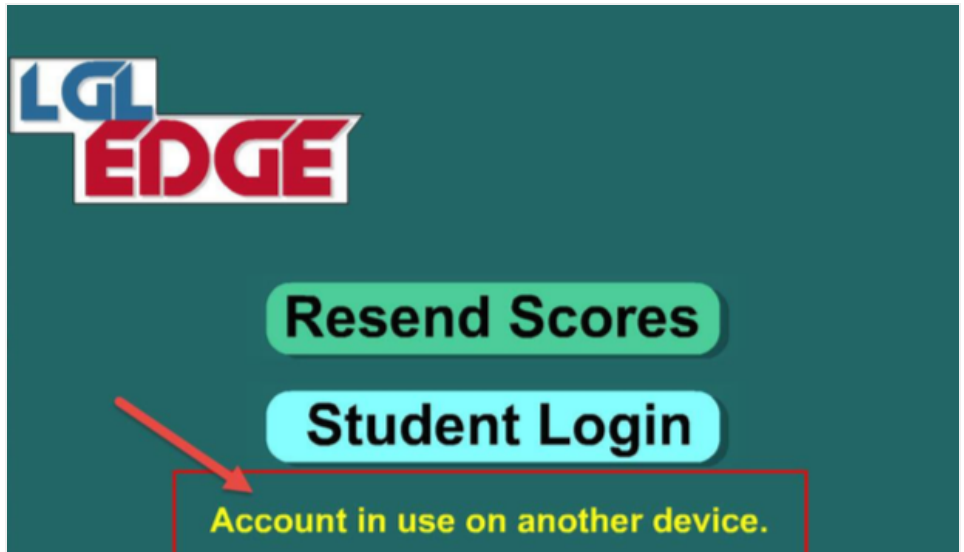 LGL
EDGE
Resend Scores
Student Login
Account in use on another device.